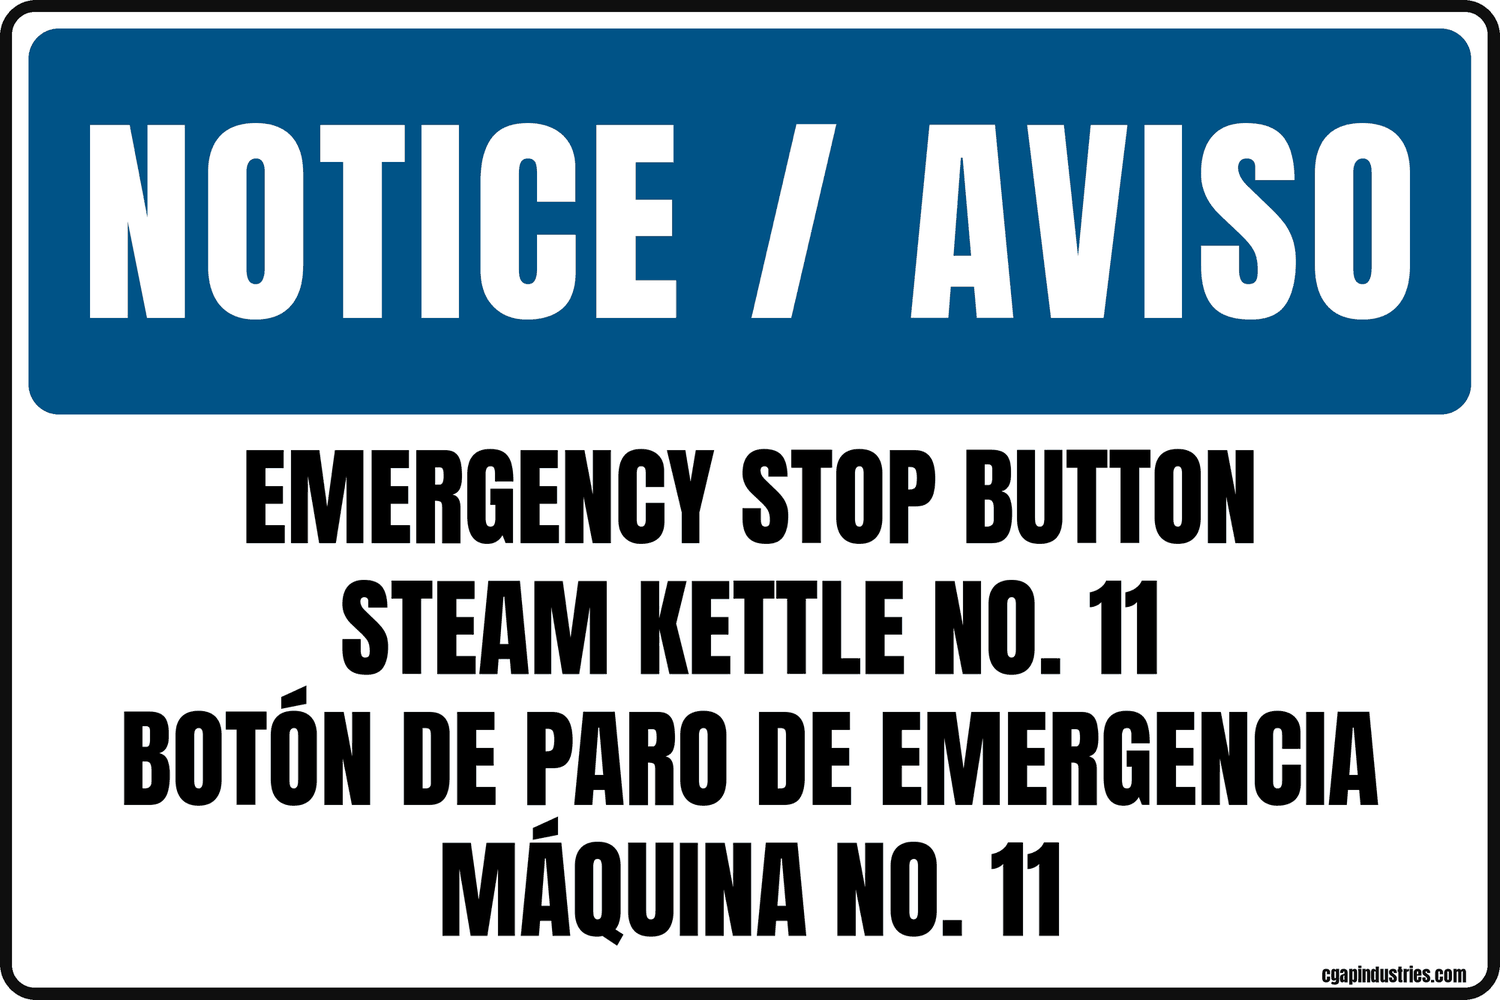 NOTICE / AVISO
EMERGENCY STOP BUTTON
STEAM KETTLE NO. 11
BOTÓN DE PARO DE EMERGENCIA
MÁQUINA NO. 11
cgapindustries.com